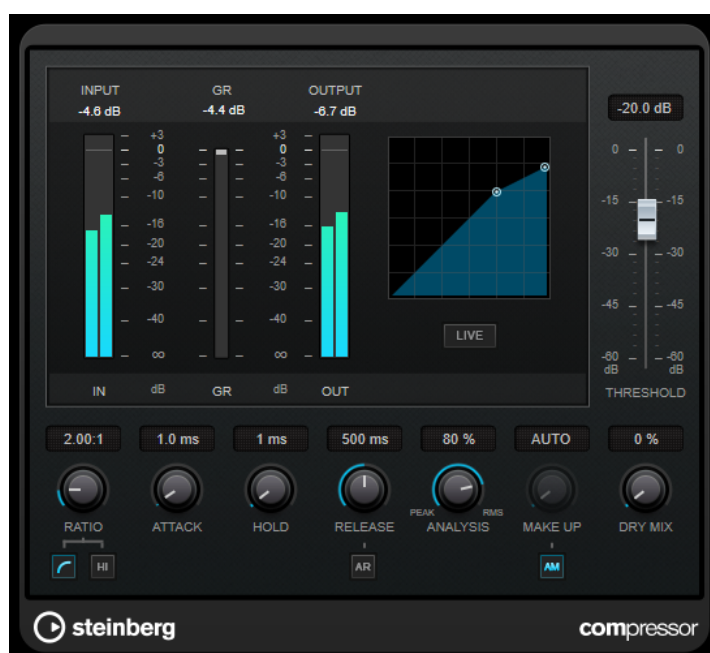 INPUT GR OUTPUT
-4.6 dB -4.4 dB -6.7 dB
-20.0 dB
+3 +3
0 0
-3 -3
-6 -6
-10 -10
-16 -16
-20 -20
-24 -24
-30 -30
-40 -40
∞ ∞
0 0
-15 -15
-30 -30
-45 -45
-60 -60
dB dB
THRESHOLD
LIVE
IN dB GR dB OUT
2.00:1 1.0 ms 1 ms 500 ms 80 % AUTO 0 %
PEAK RMS
RATIO ATTACK HOLD RELEASE ANALYSIS MAKE UP DRY MIX
HI AR AM
steinberg compressor